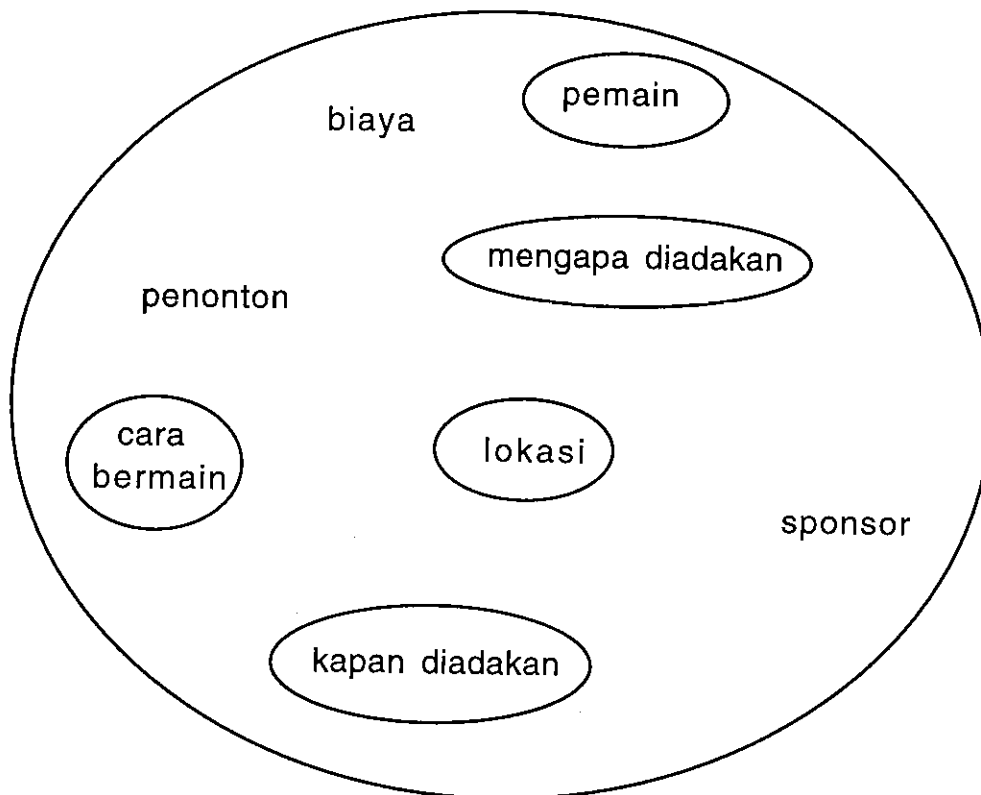 pemain
biaya
mengapa diadakan
penonton
cara
bermain
lokasi
sponsor
kapan diadakan